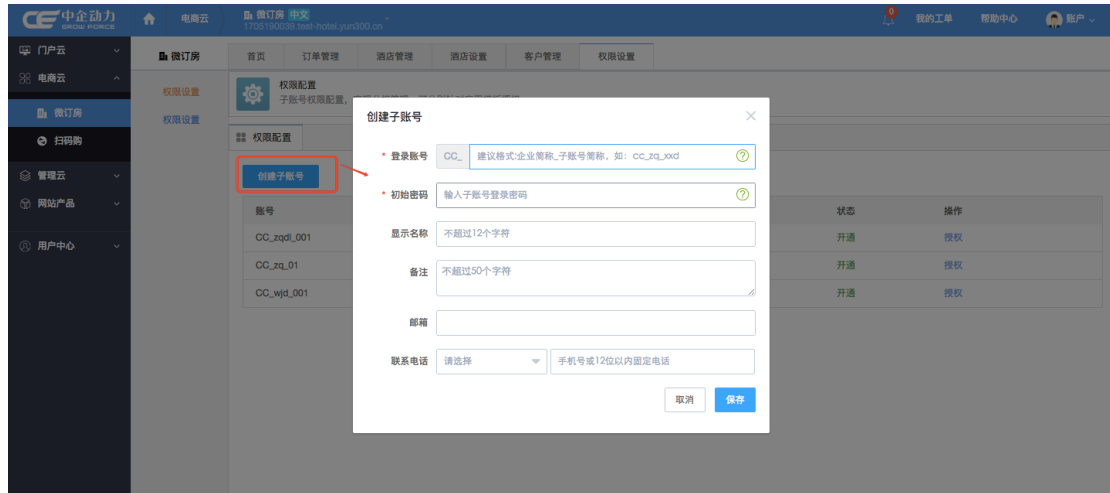 中企动力
GROW FORCE
电商云
微订房 中文
1706190039.test-hotel.yun300.cn
0
我的工单
帮助中心
账户
门户云
电商云
微订房
扫码购
管理云
网站产品
用户中心
微订房
权限设置
权限设置
首页
订单管理
酒店管理
酒店设置
客户管理
权限设置
权限配置
子账号权限配置,
权限配置
创建子账号
账号
状态
操作
CC_zqdl_001
开通
授权
CC_zq_01
开通
授权
CC_wjd_001
开通
授权
创建子账号
* 登录账号
CC_
建议格式:企业简称_子账号简称,如:cc_zq_xxd
* 初始密码
输入子账号登录密码
显示名称
不超过12个字符
备注
不超过50个字符
邮箱
联系电话
请选择
手机号或12位以内固定电话
取消
保存